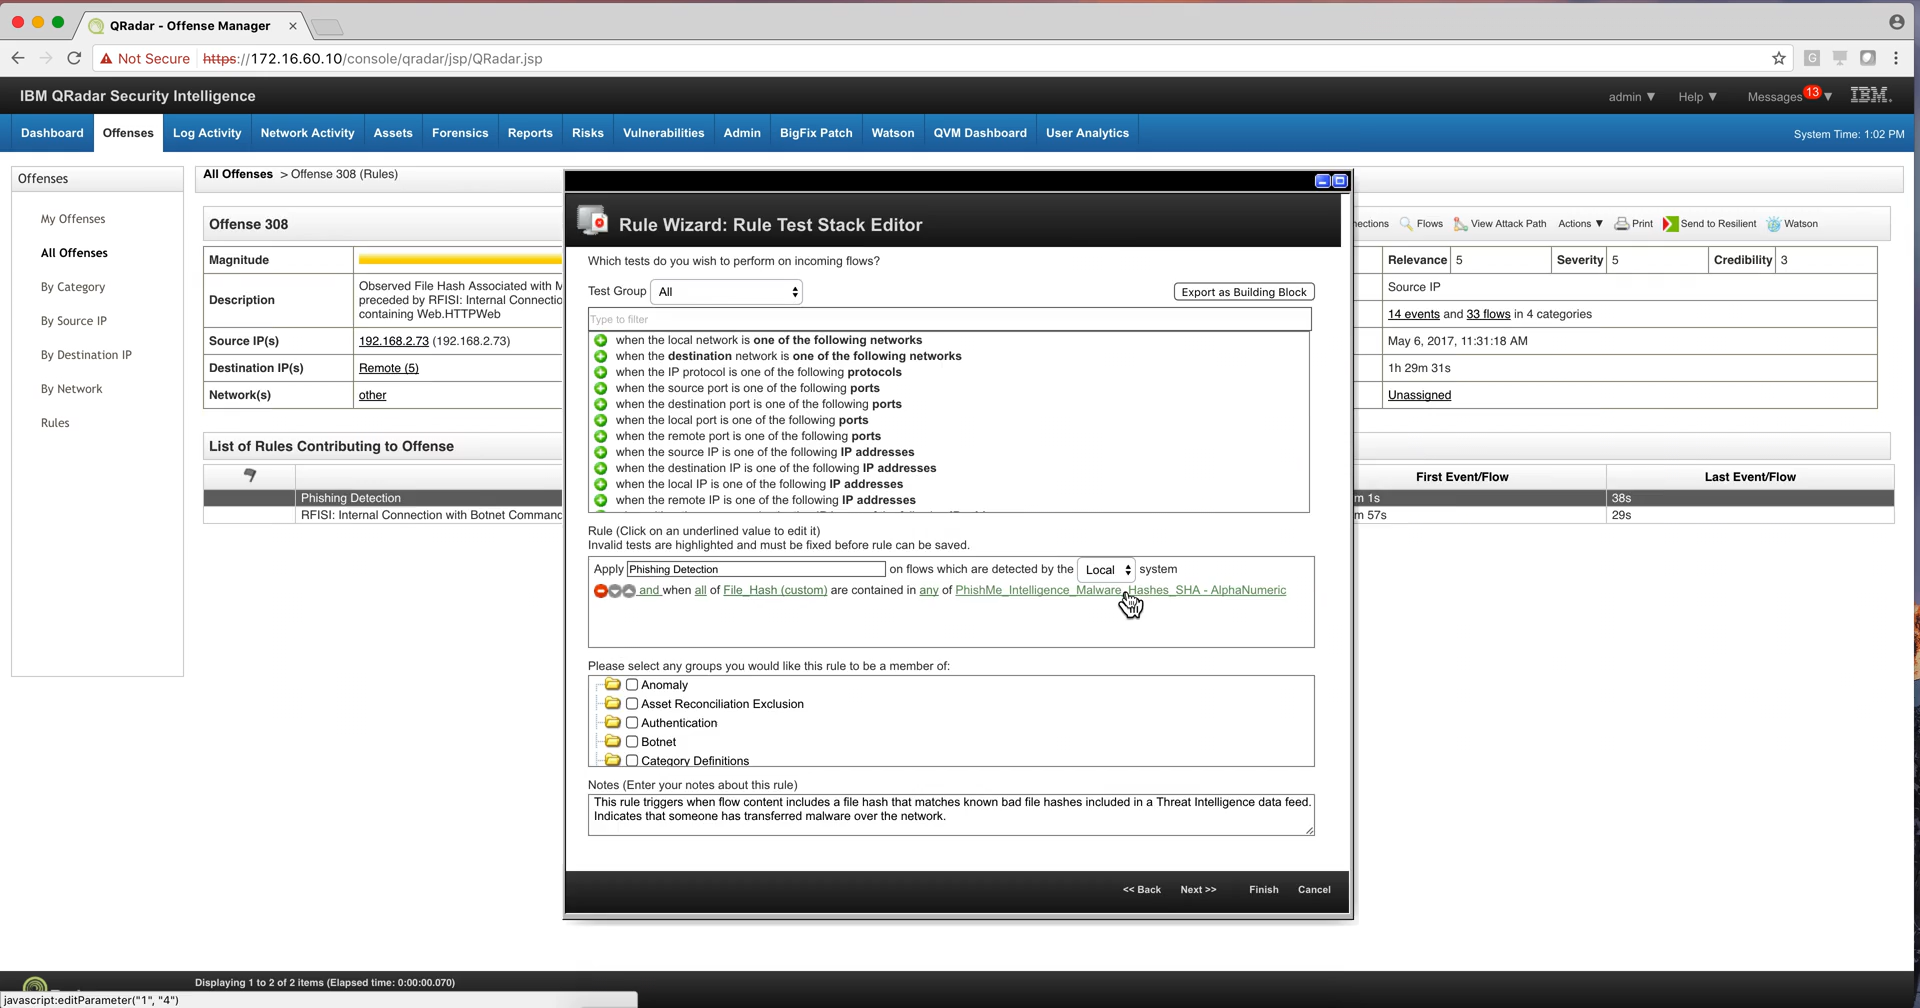 QRadar - Offense Manager
Not Secure https://172.16.60.10/console/qradar/jsp/QRadar.jsp
IBM QRadar Security Intelligence
admin ▼ Help ▼ Messages 13 ▼ IBM.
Dashboard Offenses Log Activity Network Activity Assets Forensics Reports Risks Vulnerabilities Admin BigFix Patch Watson QVM Dashboard User Analytics System Time: 1:02 PM
Offenses
My Offenses
All Offenses
By Category
By Source IP
By Destination IP
By Network
Rules
All Offenses > Offense 308 (Rules)
Offense 308
Flows View Attack Path Actions ▼ Print Send to Resilient Watson
Magnitude
Relevance 5 Severity 5 Credibility 3
Description
Observed File Hash Associated with M
preceded by RFISI: Internal Connectio
containing Web.HTTPWeb
Source IP
14 events and 33 flows in 4 categories
Source IP(s) 192.168.2.73 (192.168.2.73)
May 6, 2017, 11:31:18 AM
Destination IP(s) Remote (5)
1h 29m 31s
Network(s) other
Unassigned
List of Rules Contributing to Offense
First Event/Flow Last Event/Flow
Phishing Detection
m 1s 38s
RFISI: Internal Connection with Botnet Command
m 57s 29s
Rule Wizard: Rule Test Stack Editor
Which tests do you wish to perform on incoming flows?
Test Group All Export as Building Block
Type to filter
when the local network is one of the following networks
when the destination network is one of the following networks
when the IP protocol is one of the following protocols
when the source port is one of the following ports
when the destination port is one of the following ports
when the local port is one of the following ports
when the remote port is one of the following ports
when the source IP is one of the following IP addresses
when the destination IP is one of the following IP addresses
when the local IP is one of the following IP addresses
when the remote IP is one of the following IP addresses
Rule (Click on an underlined value to edit it)
Invalid tests are highlighted and must be fixed before rule can be saved.
Apply Phishing Detection on flows which are detected by the Local system
and when all of File_Hash (custom) are contained in any of PhishMe_Intelligence_Malware_Hashes_SHA - AlphaNumeric
Please select any groups you would like this rule to be a member of:
Anomaly
Asset Reconciliation Exclusion
Authentication
Botnet
Category Definitions
Notes (Enter your notes about this rule)
This rule triggers when flow content includes a file hash that matches known bad file hashes included in a Threat Intelligence data feed.
Indicates that someone has transferred malware over the network.
<< Back Next >> Finish Cancel
Displaying 1 to 2 of 2 items (Elapsed time: 0:00:00.070)
javascript:editParameter("1", "4")